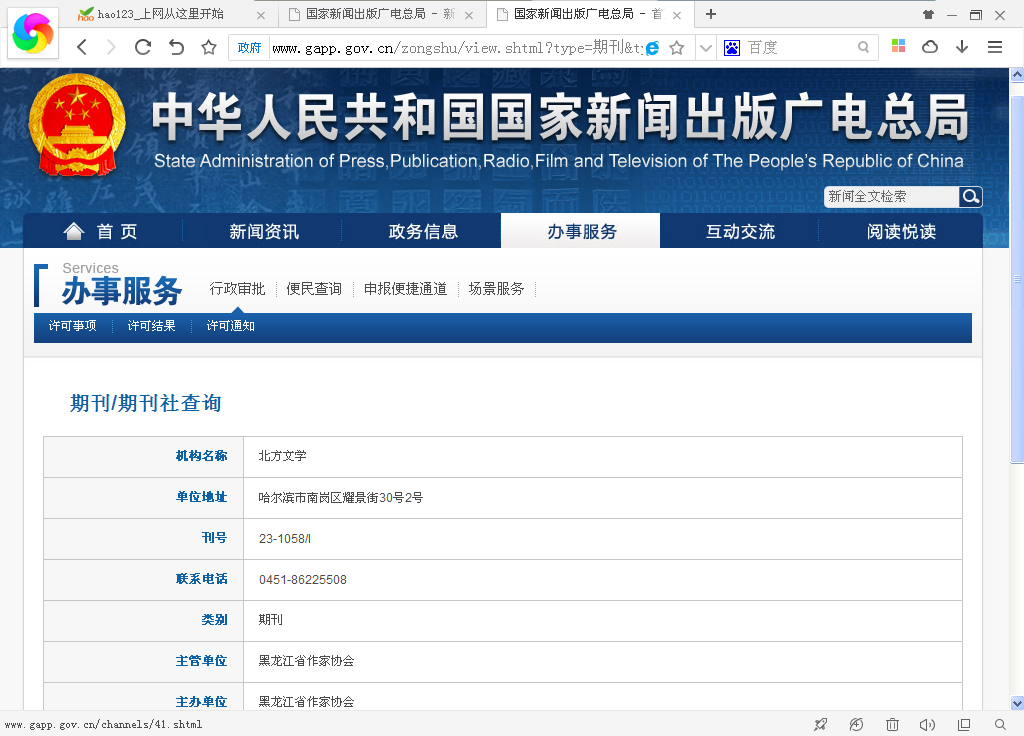 hao123_上网从这里开始
国家新闻出版广电总局 - 新
国家新闻出版广电总局 - 首
政府 www.gapp.gov.cn/zongshu/view.shtml?type=期刊&ty
百度
中华人民共和国国家新闻出版广电总局
State Administration of Press,Publication,Radio,Film and Television of The People's Republic of China
新闻全文检索
首 页 新闻资讯 政务信息 办事服务 互动交流 阅读悦读
Services
办事服务 行政审批 便民查询 申报便捷通道 场景服务
许可事项 许可结果 许可通知
期刊/期刊社查询
机构名称 北方文学
单位地址 哈尔滨市南岗区耀景街30号2号
刊号 23-1058/I
联系电话 0451-86225508
类别 期刊
主管单位 黑龙江省作家协会
主办单位 黑龙江省作家协会
www.gapp.gov.cn/channels/41.shtml